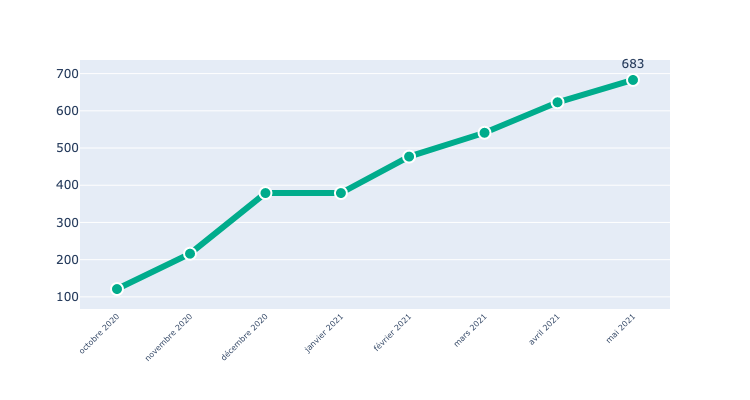 683
700
600
500
400
300
200
100
octobre 2020
novembre 2020
décembre 2020
janvier 2021
février 2021
mars 2021
avril 2021
mai 2021